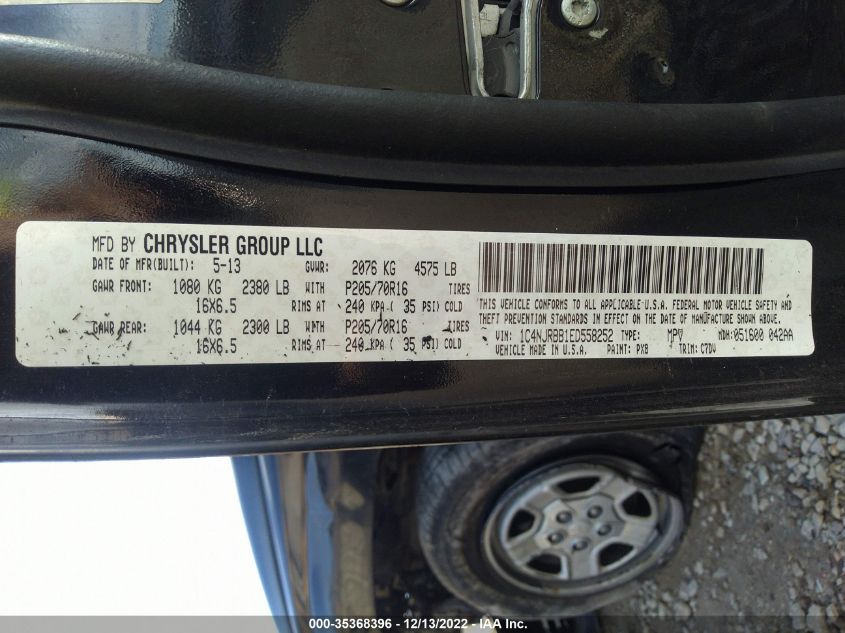 MFD BY CHRYSLER GROUP LLC
DATE OF MFR(BUILT): 5-13 GVWR: 2076 KG 4575 LB
GAWR FRONT: 1080 KG 2380 LB WITH P205/70R16 TIRES
16X6.5 RIMS AT 240 KPA ( 35 PSI) COLD
GAWR REAR: 1044 KG 2300 LB WITH P205/70R16 TIRES
16X6.5 RIMS AT 240 KPA ( 35 PSI) COLD
THIS VEHICLE CONFORMS TO ALL APPLICABLE U.S.A. FEDERAL MOTOR VEHICLE SAFETY AND
THEFT PREVENTION STANDARDS IN EFFECT ON THE DATE OF MANUFACTURE SHOWN ABOVE.
VIN: 1C4NJRBB1ED558252 TYPE: MPV MDH: 051600 042AA
VEHICLE MADE IN U.S.A. PAINT: PXB TRIM: C7DV
000-35368396 - 12/13/2022 - IAA Inc.